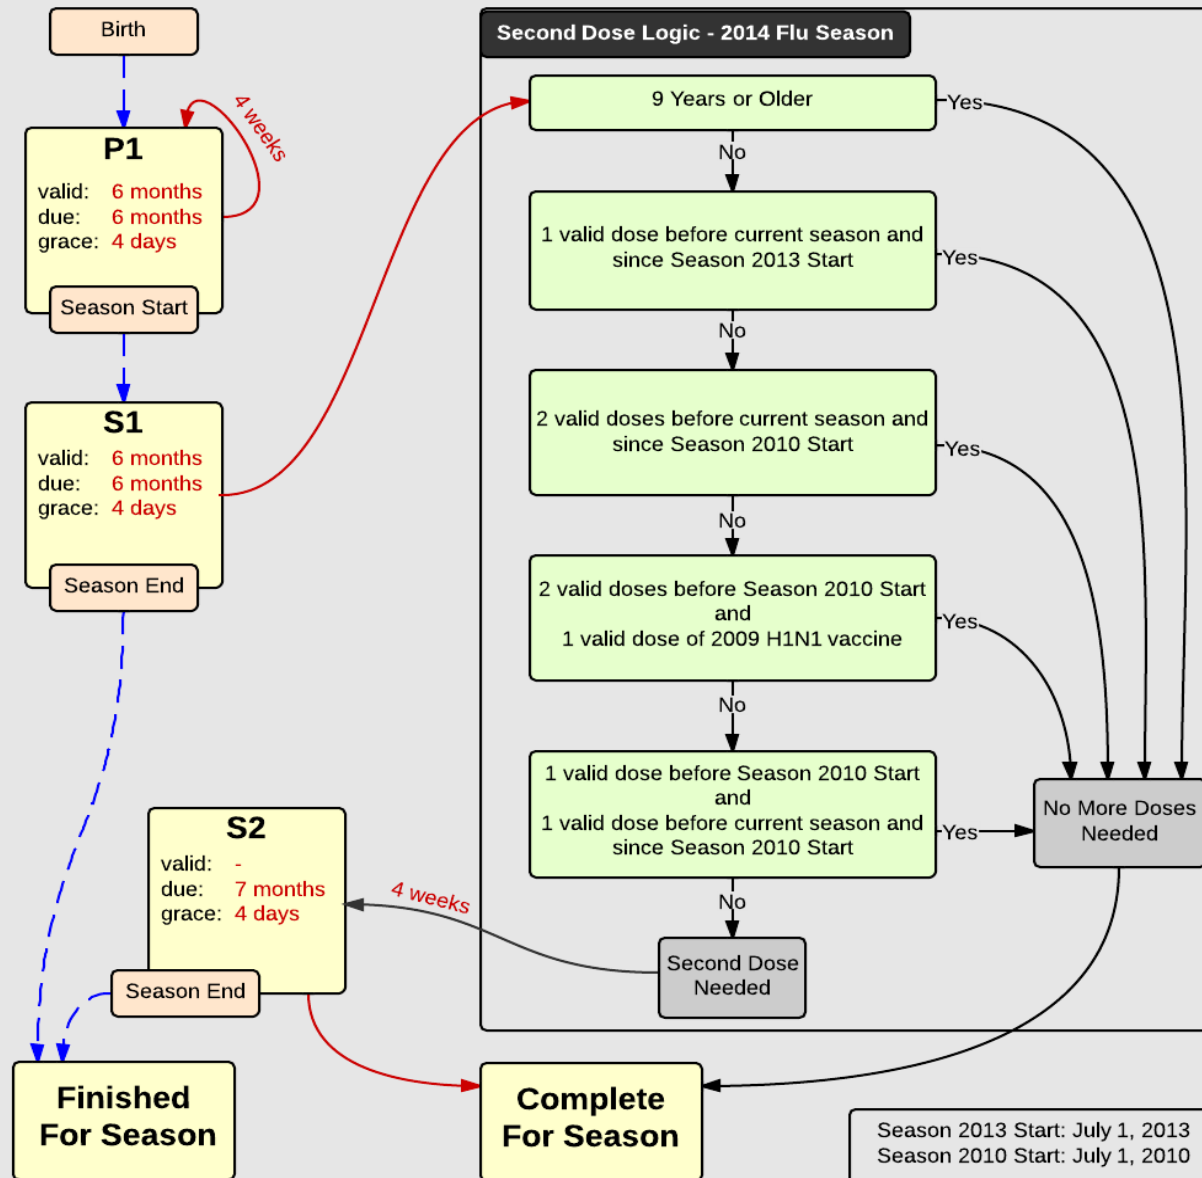 Birth
P1
valid: 6 months
due: 6 months
grace: 4 days
4 weeks
Season Start
S1
valid: 6 months
due: 6 months
grace: 4 days
Season End
Second Dose Logic - 2014 Flu Season
9 Years or Older
Yes
No
1 valid dose before current season and
since Season 2013 Start
Yes
No
2 valid doses before current season and
since Season 2010 Start
Yes
No
2 valid doses before Season 2010 Start
and
1 valid dose of 2009 H1N1 vaccine
Yes
No
1 valid dose before Season 2010 Start
and
1 valid dose before current season and
since Season 2010 Start
Yes
No
No More Doses
Needed
Second Dose
Needed
4 weeks
S2
valid: -
due: 7 months
grace: 4 days
Season End
Finished
For Season
Complete
For Season
Season 2013 Start: July 1, 2013
Season 2010 Start: July 1, 2010